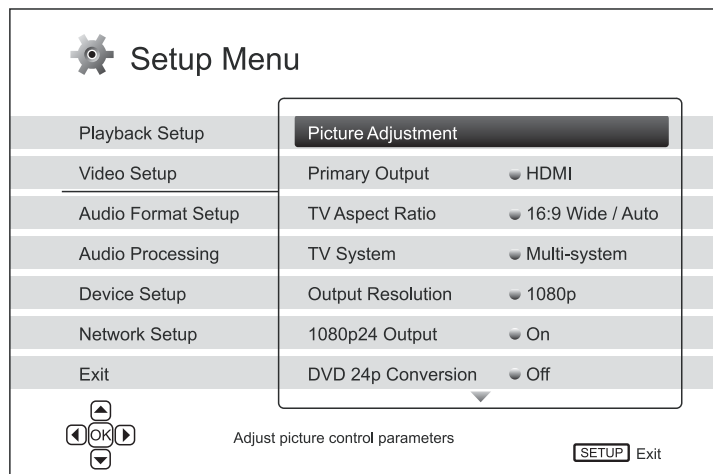 Setup Menu
Playback Setup
Video Setup
Audio Format Setup
Audio Processing
Device Setup
Network Setup
Exit
Picture Adjustment
Primary Output HDMI
TV Aspect Ratio 16:9 Wide / Auto
TV System Multi-system
Output Resolution 1080p
1080p24 Output On
DVD 24p Conversion Off
OK
Adjust picture control parameters
SETUP Exit